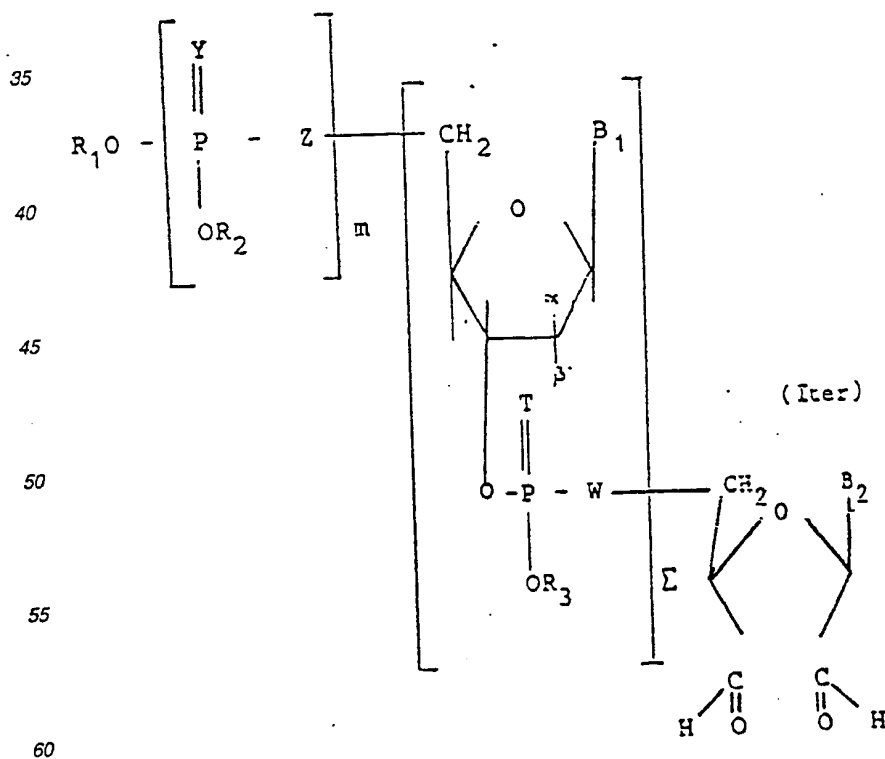 35
Y
R₁O - P - Z CH₂ B₁
40
O
OR₂ m
α
45
β
(Iter)
T
50
O - P - W CH₂ B₂
O
OR₃ Σ
55
C C
H O O H
60